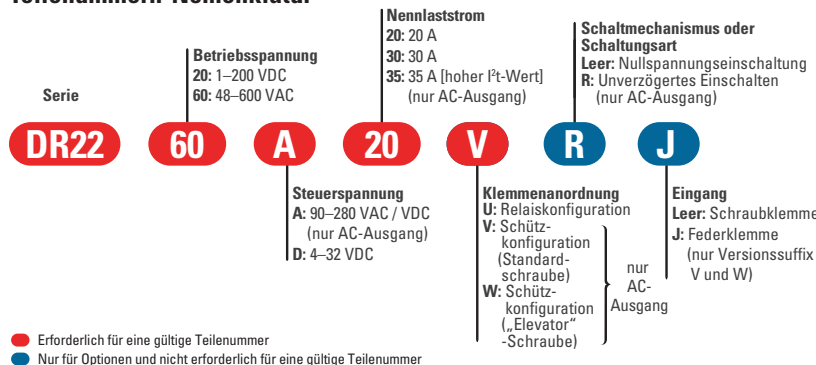 Teilenummern-Nomenklatur
Nennlaststrom
20: 20 A
30: 30 A
35: 35 A [hoher I²t-Wert]
(nur AC-Ausgang)
Schaltmechanismus oder
Schaltungsart
Leer: Nullspannungseinschaltung
R: Unverzögertes Einschalten
(nur AC-Ausgang)
Betriebsspannung
20: 1–200 VDC
60: 48–600 VAC
Serie
DR22 60 A 20 V R J
Steuerspannung
A: 90–280 VAC / VDC
(nur AC-Ausgang)
D: 4–32 VDC
Klemmenanordnung
U: Relaiskonfiguration
V: Schütz-
konfiguration
(Standard-
schraube)
W: Schütz-
konfiguration
(„Elevator“
-Schraube)
nur
AC-
Ausgang
Eingang
Leer: Schraubklemme
J: Federklemme
(nur Versionssuffix
V und W)
Erforderlich für eine gültige Teilenummer
Nur für Optionen und nicht erforderlich für eine gültige Teilenummer